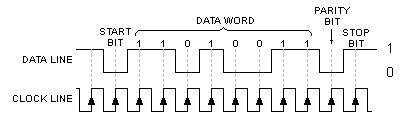 DATA WORD
PARITY BIT
START BIT
STOP BIT
1 1 0 1 0 0 1 1
1
DATA LINE
0
CLOCK LINE